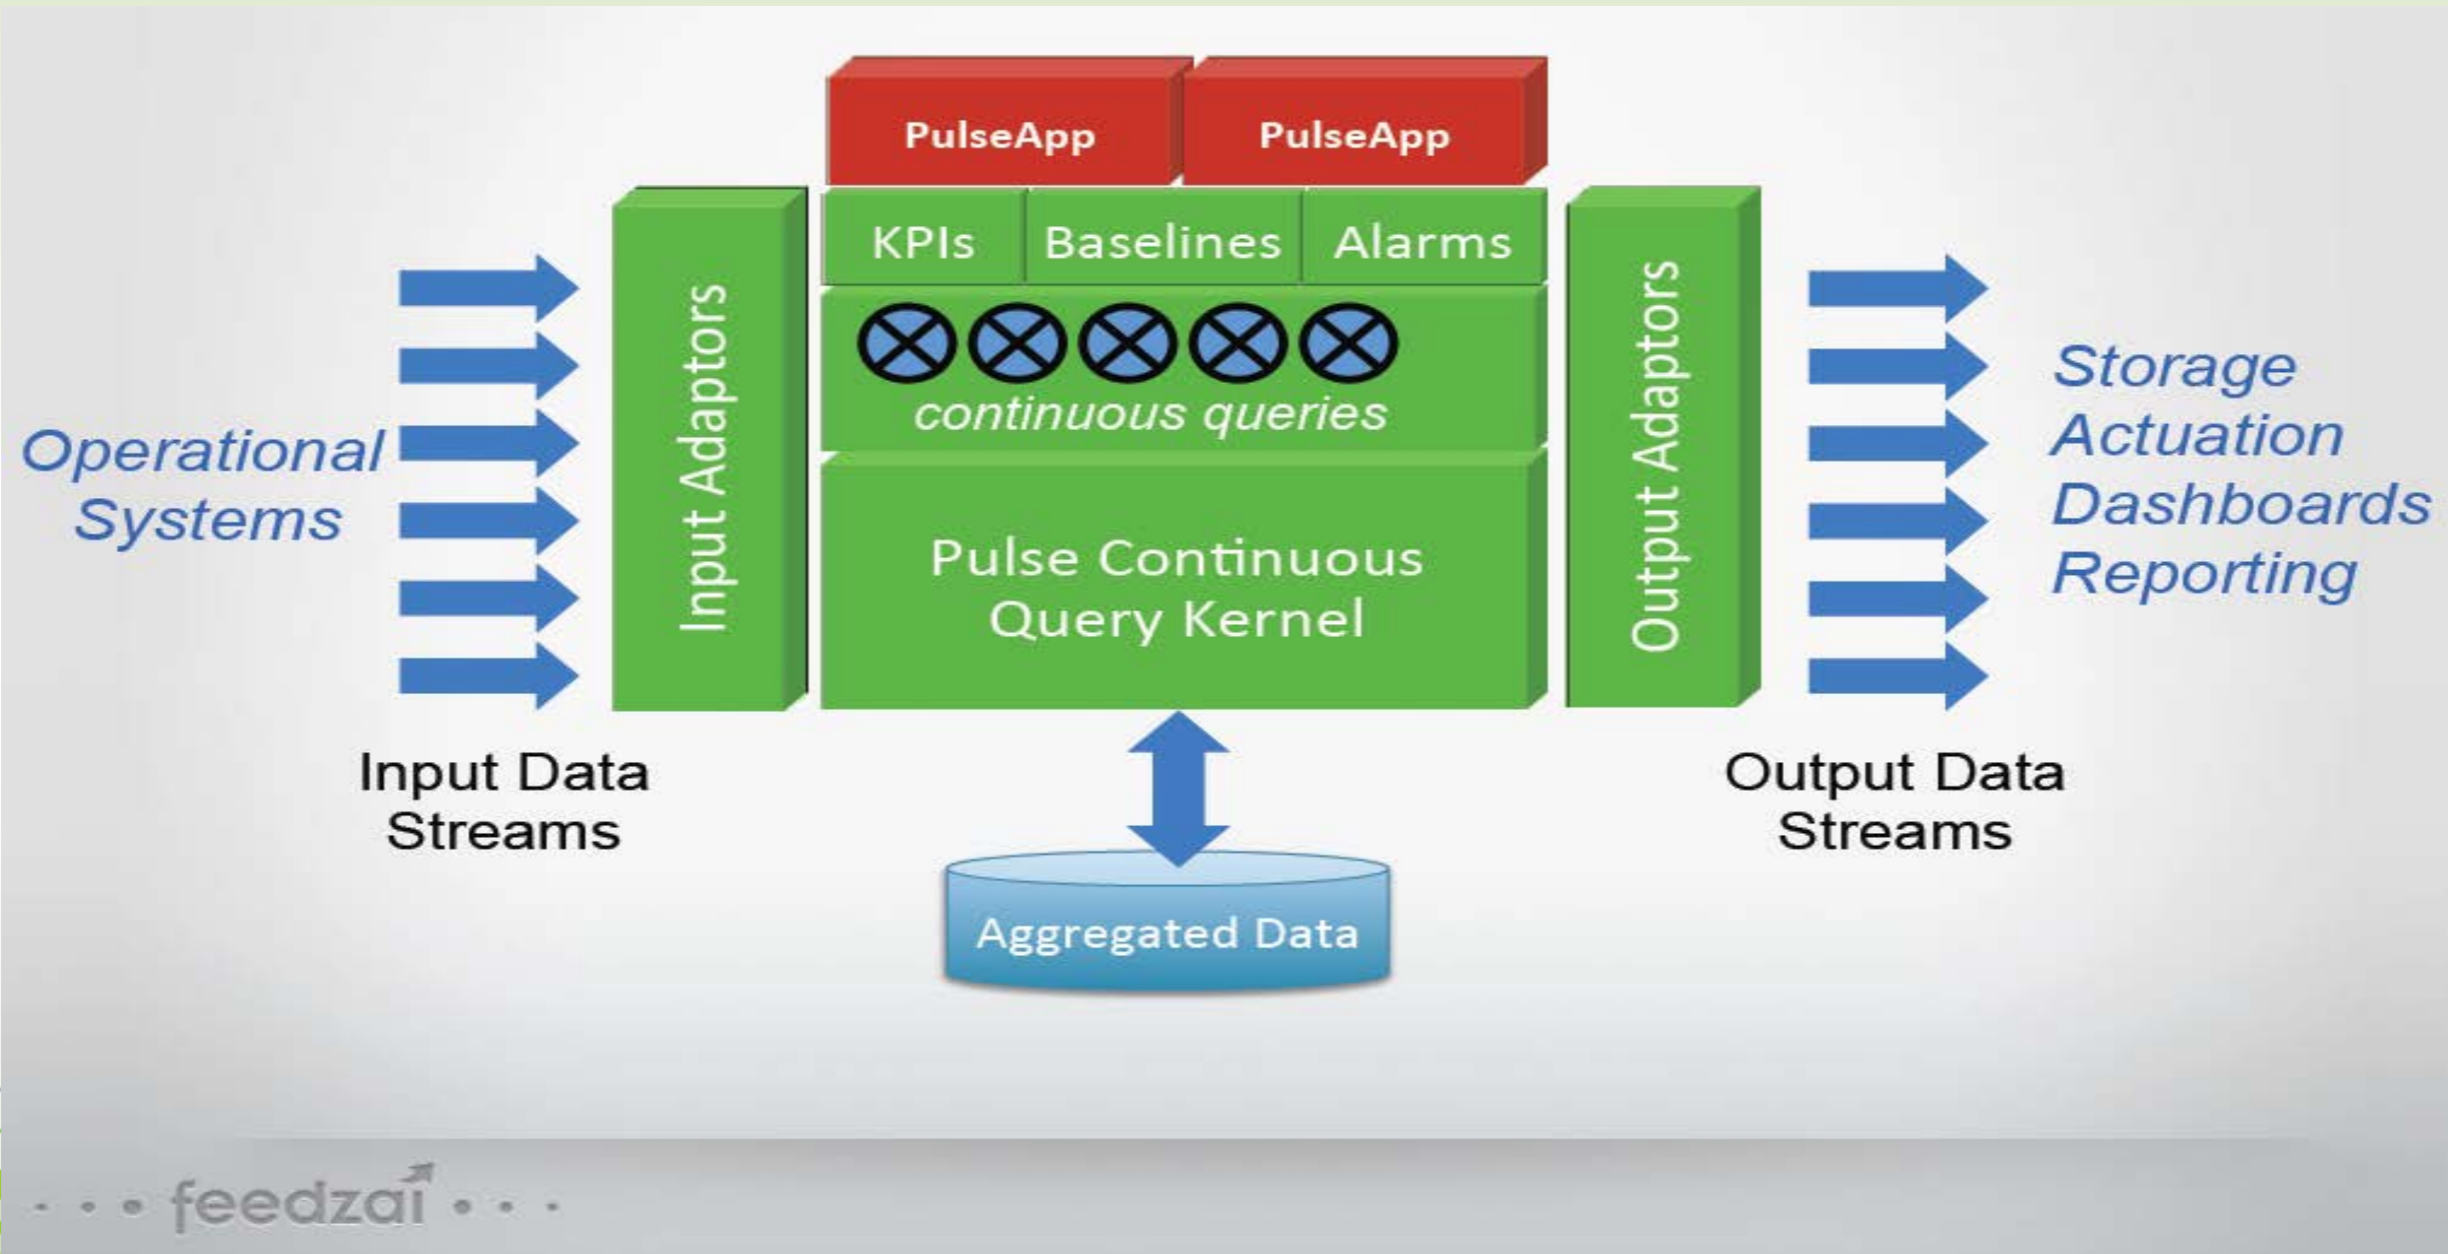 PulseApp PulseApp
KPIs Baselines Alarms
continuous queries
Pulse Continuous
Query Kernel
Input Adaptors
Output Adaptors
Operational
Systems
Storage
Actuation
Dashboards
Reporting
Input Data
Streams
Output Data
Streams
Aggregated Data
feedzai